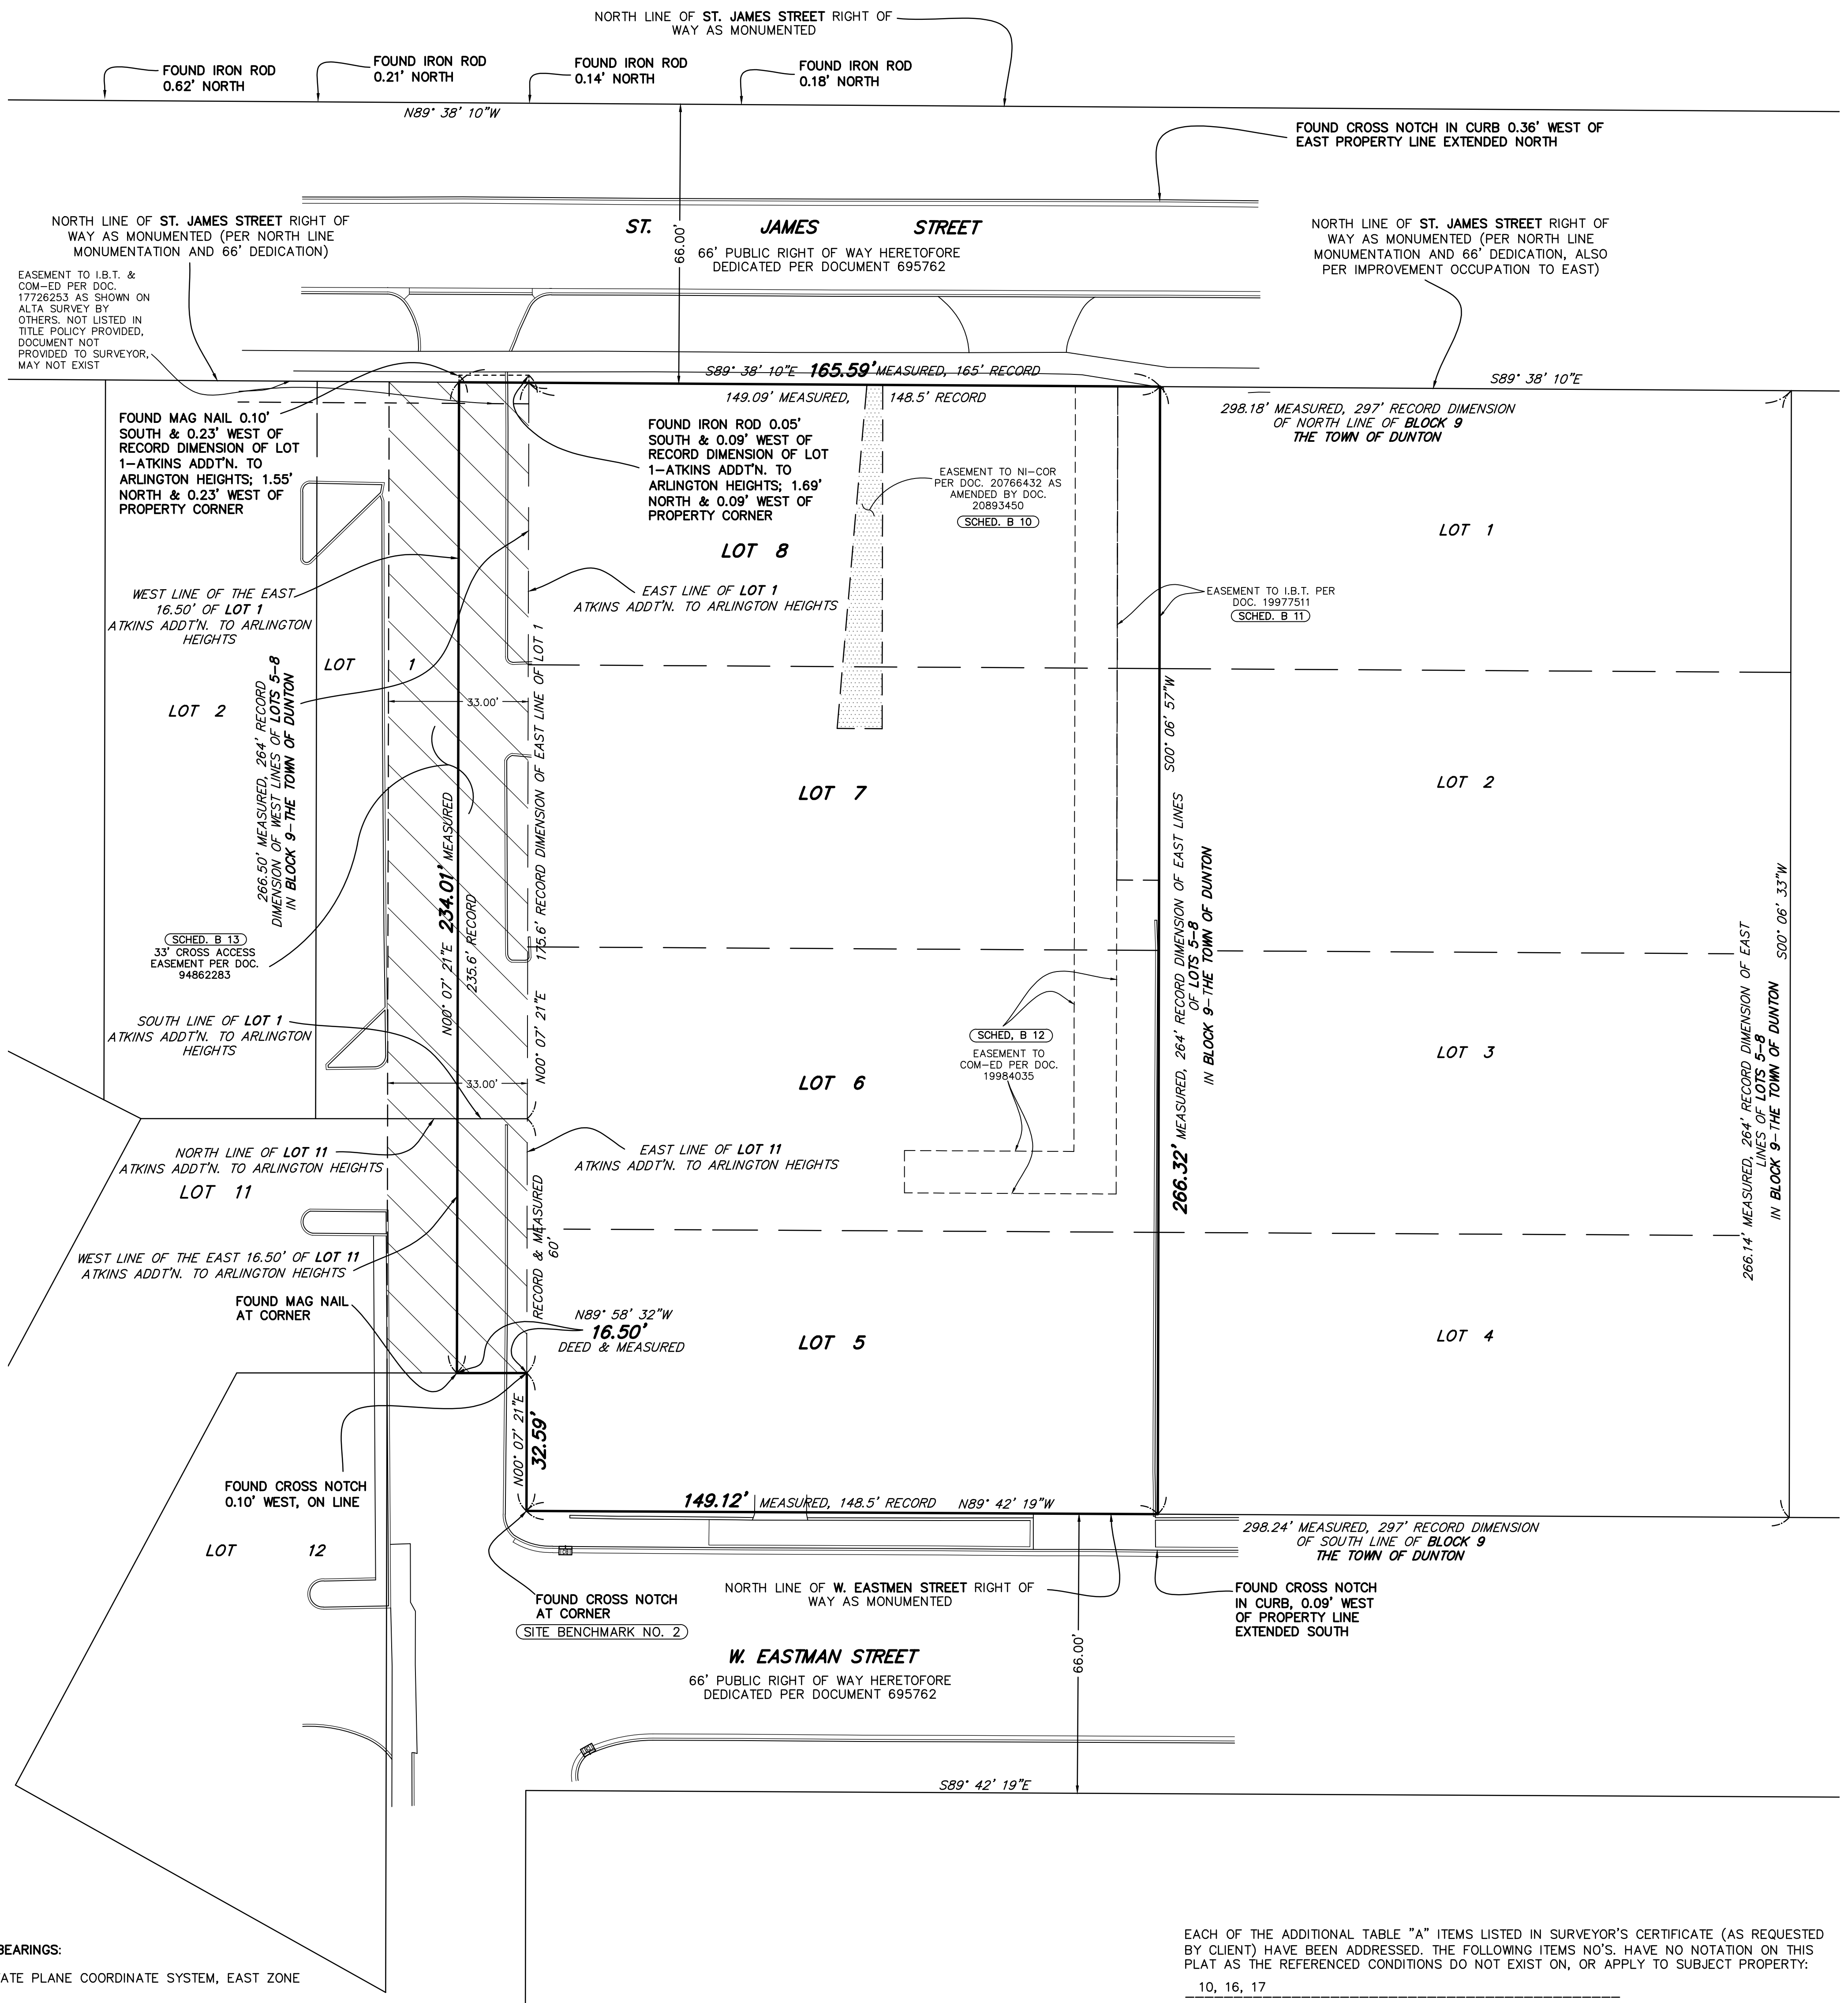 NORTH LINE OF ST. JAMES STREET RIGHT OF
WAY AS MONUMENTED
FOUND IRON ROD
0.62' NORTH
FOUND IRON ROD
0.21' NORTH
FOUND IRON ROD
0.14' NORTH
FOUND IRON ROD
0.18' NORTH
N89° 38' 10"W
FOUND CROSS NOTCH IN CURB 0.36' WEST OF
EAST PROPERTY LINE EXTENDED NORTH
NORTH LINE OF ST. JAMES STREET RIGHT OF
WAY AS MONUMENTED (PER NORTH LINE
MONUMENTATION AND 66' DEDICATION)
ST. JAMES STREET
66.00'
66' PUBLIC RIGHT OF WAY HERETOFORE
DEDICATED PER DOCUMENT 695762
NORTH LINE OF ST. JAMES STREET RIGHT OF
WAY AS MONUMENTED (PER NORTH LINE
MONUMENTATION AND 66' DEDICATION, ALSO
PER IMPROVEMENT OCCUPATION TO EAST)
EASEMENT TO I.B.T. &
COM-ED PER DOC.
17726253 AS SHOWN ON
ALTA SURVEY BY
OTHERS. NOT LISTED IN
TITLE POLICY PROVIDED,
DOCUMENT NOT
PROVIDED TO SURVEYOR,
MAY NOT EXIST
S89° 38' 10"E 165.59' MEASURED, 165' RECORD
149.09' MEASURED, 148.5' RECORD
S89° 38' 10"E
298.18' MEASURED, 297' RECORD DIMENSION
OF NORTH LINE OF BLOCK 9
THE TOWN OF DUNTON
FOUND MAG NAIL 0.10'
SOUTH & 0.23' WEST OF
RECORD DIMENSION OF LOT
1-ATKINS ADDT'N. TO
ARLINGTON HEIGHTS; 1.55'
NORTH & 0.23' WEST OF
PROPERTY CORNER
FOUND IRON ROD 0.05'
SOUTH & 0.09' WEST OF
RECORD DIMENSION OF LOT
1-ATKINS ADDT'N. TO
ARLINGTON HEIGHTS; 1.69'
NORTH & 0.09' WEST OF
PROPERTY CORNER
EASEMENT TO NI-COR
PER DOC. 20766432 AS
AMENDED BY DOC.
20893450
SCHED. B 10
LOT 8
LOT 1
WEST LINE OF THE EAST
16.50' OF LOT 1
ATKINS ADDT'N. TO ARLINGTON
HEIGHTS
EAST LINE OF LOT 1
ATKINS ADDT'N. TO ARLINGTON HEIGHTS
EASEMENT TO I.B.T. PER
DOC. 19977511
SCHED. B 11
LOT 1
LOT 2
33.00'
266.50' MEASURED, 264' RECORD
DIMENSION OF WEST LINES OF LOTS 5-8
IN BLOCK 9-THE TOWN OF DUNTON
N00° 07' 21"E 234.01' MEASURED
235.6' RECORD
N00° 07' 21"E 175.6' RECORD DIMENSION OF EAST LINE OF LOT 1
LOT 7
LOT 2
S00° 06' 57"W
266.32' MEASURED, 264' RECORD DIMENSION OF EAST LINES
OF LOTS 5-8
IN BLOCK 9-THE TOWN OF DUNTON
S00° 06' 33"W
266.14' MEASURED, 264' RECORD DIMENSION OF EAST
LINES OF LOTS 5-8
IN BLOCK 9-THE TOWN OF DUNTON
SCHED. B 13
33' CROSS ACCESS
EASEMENT PER DOC.
94862283
SOUTH LINE OF LOT 1
ATKINS ADDT'N. TO ARLINGTON
HEIGHTS
33.00'
SCHED, B 12
EASEMENT TO
COM-ED PER DOC.
19984035
LOT 6
LOT 3
NORTH LINE OF LOT 11
ATKINS ADDT'N. TO ARLINGTON HEIGHTS
LOT 11
EAST LINE OF LOT 11
ATKINS ADDT'N. TO ARLINGTON HEIGHTS
RECORD & MEASURED
60'
WEST LINE OF THE EAST 16.50' OF LOT 11
ATKINS ADDT'N. TO ARLINGTON HEIGHTS
FOUND MAG NAIL
AT CORNER
N89° 58' 32"W
16.50'
DEED & MEASURED
LOT 5
LOT 4
N00° 07' 21"E
32.59'
FOUND CROSS NOTCH
0.10' WEST, ON LINE
149.12' MEASURED, 148.5' RECORD N89° 42' 19"W
298.24' MEASURED, 297' RECORD DIMENSION
OF SOUTH LINE OF BLOCK 9
THE TOWN OF DUNTON
LOT 12
FOUND CROSS NOTCH
AT CORNER
SITE BENCHMARK NO. 2
NORTH LINE OF W. EASTMEN STREET RIGHT OF
WAY AS MONUMENTED
FOUND CROSS NOTCH
IN CURB, 0.09' WEST
OF PROPERTY LINE
EXTENDED SOUTH
W. EASTMAN STREET
66' PUBLIC RIGHT OF WAY HERETOFORE
DEDICATED PER DOCUMENT 695762
66.00'
S89° 42' 19"E
BEARINGS:
ATE PLANE COORDINATE SYSTEM, EAST ZONE
EACH OF THE ADDITIONAL TABLE "A" ITEMS LISTED IN SURVEYOR'S CERTIFICATE (AS REQUESTED
BY CLIENT) HAVE BEEN ADDRESSED. THE FOLLOWING ITEMS NO'S. HAVE NO NOTATION ON THIS
PLAT AS THE REFERENCED CONDITIONS DO NOT EXIST ON, OR APPLY TO SUBJECT PROPERTY:
10, 16, 17